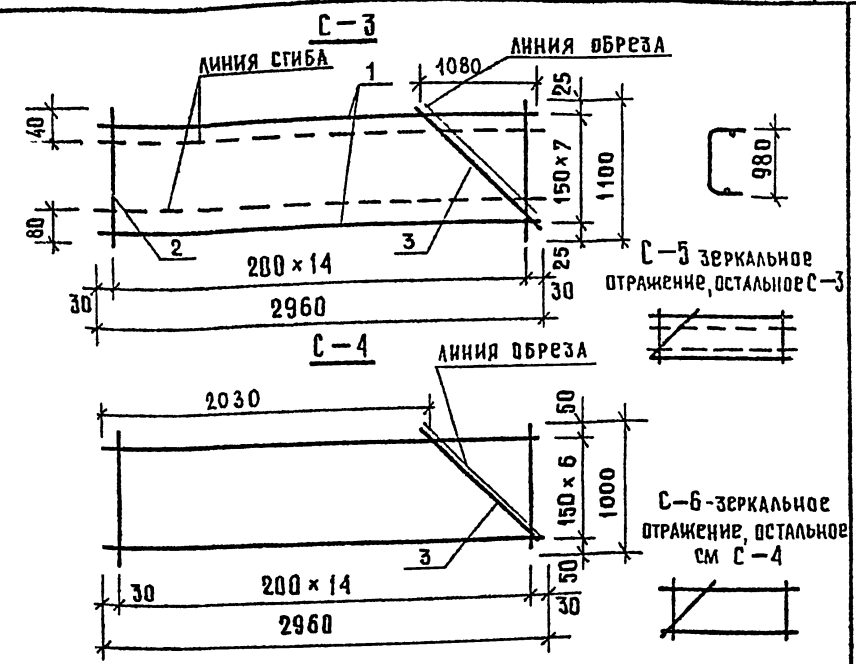 С-3
ЛИНИЯ СГИБА
1
1080
ЛИНИЯ ОБРЕЗА
25
40
150×7
1100
980
80
2
3
25
200×14
30
30
2960
С-5 ЗЕРКАЛЬНОЕ
ОТРАЖЕНИЕ, ОСТАЛЬНОЕ С-3
С-4
ЛИНИЯ ОБРЕЗА
2030
50
150×6
1000
3
50
30
200×14
30
2960
С-6-ЗЕРКАЛЬНОЕ
ОТРАЖЕНИЕ, ОСТАЛЬНОЕ
СМ С-4